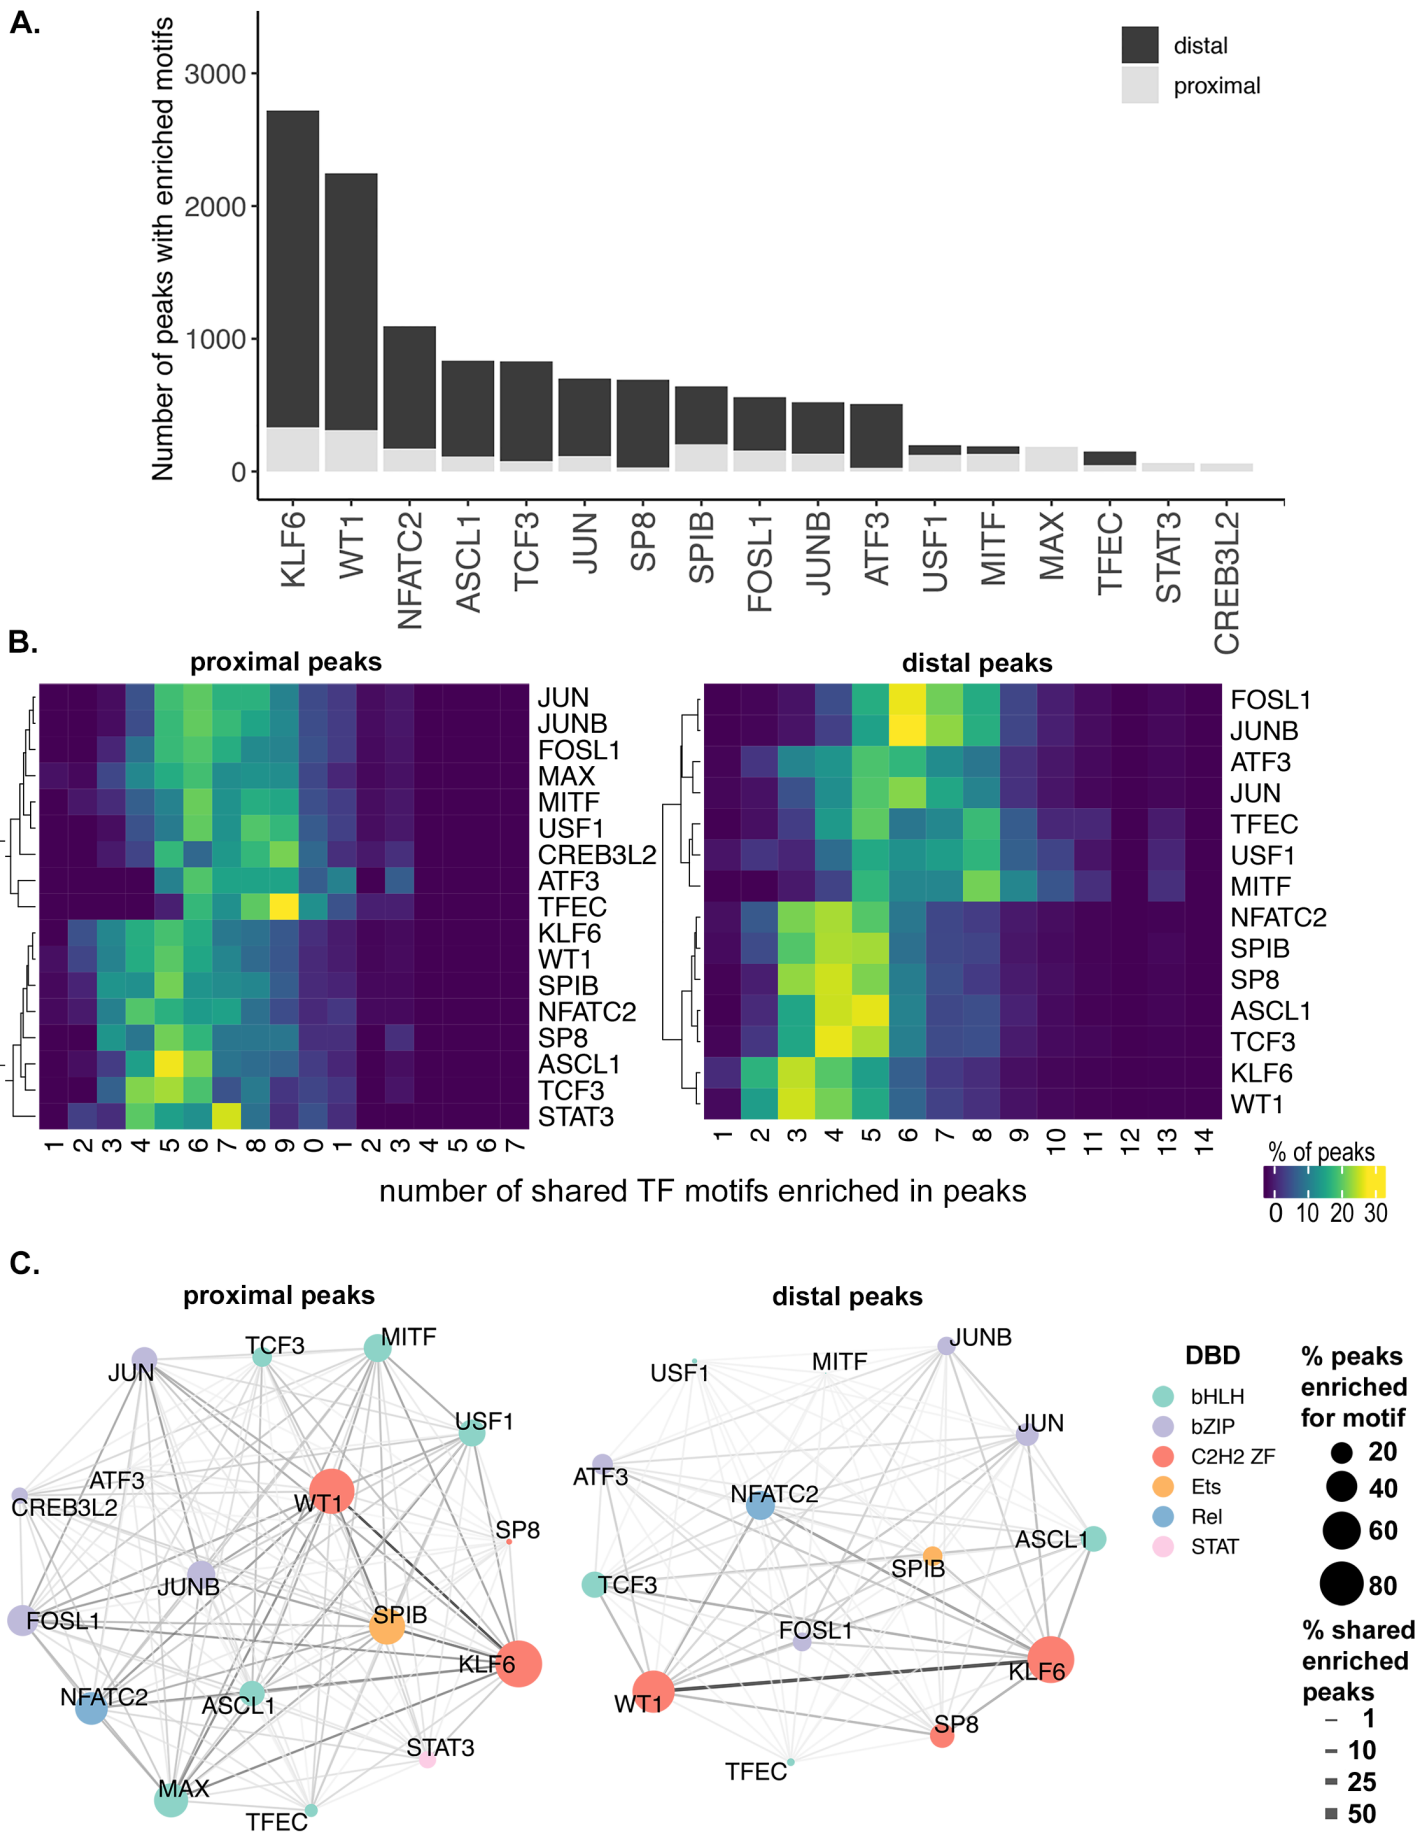 A.
Number of peaks with enriched motifs
3000
2000
1000
0
distal
proximal
KLF6
WT1
NFATC2
ASCL1
TCF3
JUN
SP8
SPIB
FOSL1
JUNB
ATF3
USF1
MITF
MAX
TFEC
STAT3
CREB3L2
B.
proximal peaks
JUN
JUNB
FOSL1
MAX
MITF
USF1
CREB3L2
ATF3
TFEC
KLF6
WT1
SPIB
NFATC2
SP8
ASCL1
TCF3
STAT3
1 2 3 4 5 6 7 8 9 0 1 2 3 4 5 6 7
distal peaks
FOSL1
JUNB
ATF3
JUN
TFEC
USF1
MITF
NFATC2
SPIB
SP8
ASCL1
TCF3
KLF6
WT1
1 2 3 4 5 6 7 8 9 10 11 12 13 14
number of shared TF motifs enriched in peaks
% of peaks
0 10 20 30
C.
proximal peaks
TCF3
MITF
JUN
USF1
ATF3
CREB3L2
WT1
SP8
JUNB
SPIB
FOSL1
KLF6
NFATC2
ASCL1
STAT3
MAX
TFEC
distal peaks
JUNB
MITF
USF1
JUN
ATF3
NFATC2
ASCL1
SPIB
TCF3
FOSL1
KLF6
WT1
SP8
TFEC
DBD
bHLH
bZIP
C2H2 ZF
Ets
Rel
STAT
% peaks
enriched
for motif
20
40
60
80
% shared
enriched
peaks
1
10
25
50